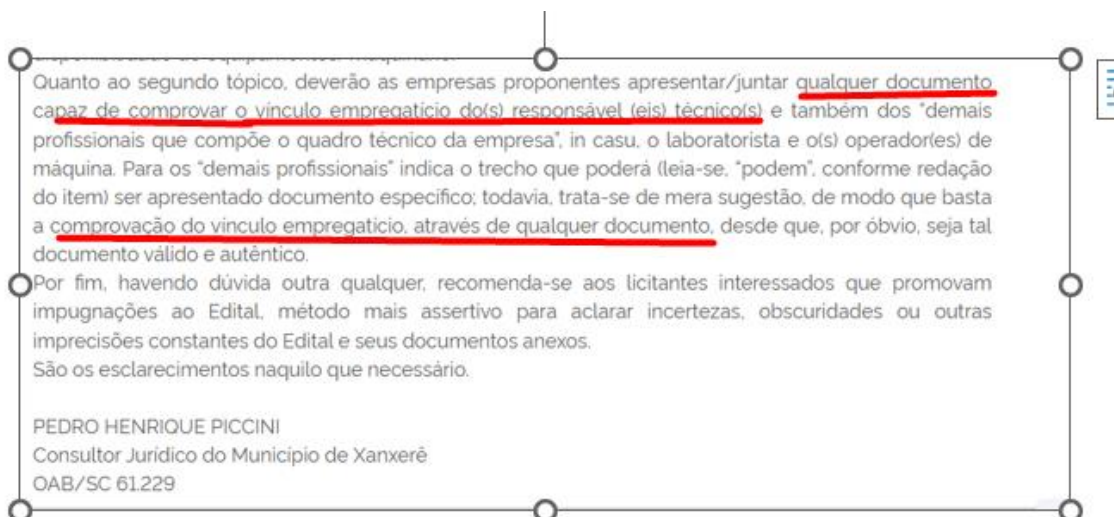 Quanto ao segundo tópico, deverão as empresas proponentes apresentar/juntar qualquer documento
capaz de comprovar o vínculo empregatício do(s) responsável (eis) técnico(s) e também dos "demais
profissionais que compõe o quadro técnico da empresa", in casu, o laboratorista e o(s) operador(es) de
máquina. Para os "demais profissionais" indica o trecho que poderá (leia-se, "podem", conforme redação
do item) ser apresentado documento específico; todavia, trata-se de mera sugestão, de modo que basta
a comprovação do vínculo empregatício, através de qualquer documento, desde que, por óbvio, seja tal
documento válido e autêntico.
Por fim, havendo dúvida outra qualquer, recomenda-se aos licitantes interessados que promovam
impugnações ao Edital, método mais assertivo para aclarar incertezas, obscuridades ou outras
imprecisões constantes do Edital e seus documentos anexos.
São os esclarecimentos naquilo que necessário.
PEDRO HENRIQUE PICCINI
Consultor Jurídico do Município de Xanxerê
OAB/SC 61.229